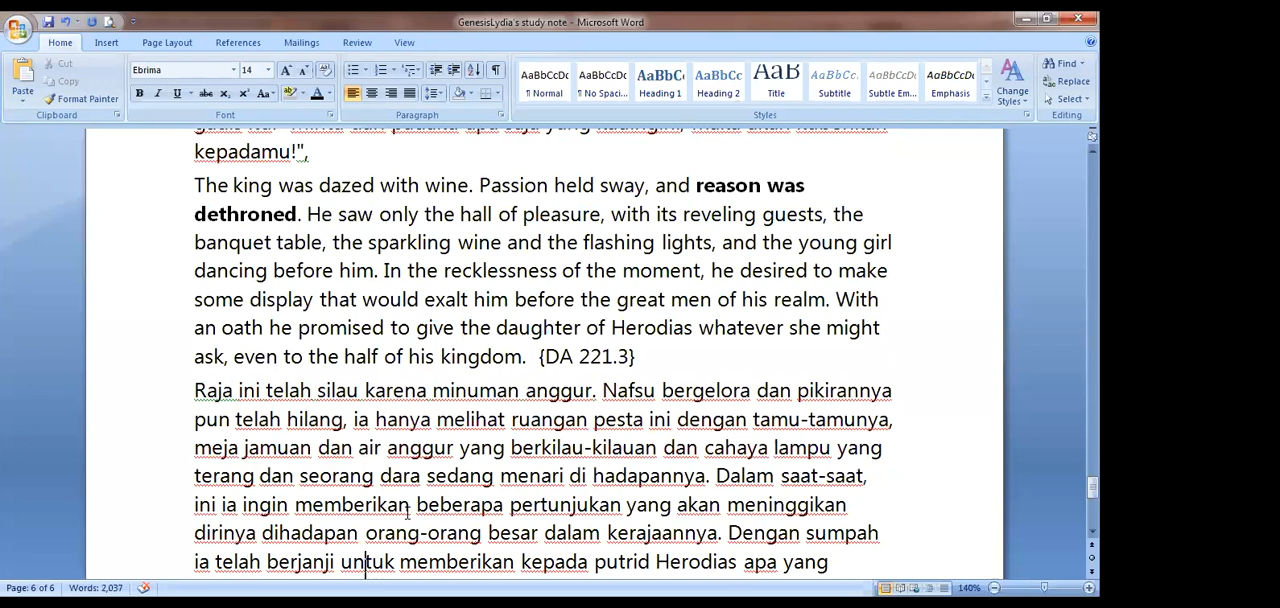 GenesisLydia's study note - Microsoft Word
Home Insert Page Layout References Mailings Review View
Paste
Cut
Copy
Format Painter
Clipboard
Ebrima 14
Font
Paragraph
AaBbCcDc AaBbCcDc AaBbC AaBbCc AaB AaBbCc. AaBbCcDc AaBbCcDc
¶ Normal ¶ No Spaci... Heading 1 Heading 2 Title Subtitle Subtle Em... Emphasis
Change Styles
Styles
Find
Replace
Select
Editing
kepadamu!",
The king was dazed with wine. Passion held sway, and reason was
dethroned. He saw only the hall of pleasure, with its reveling guests, the
banquet table, the sparkling wine and the flashing lights, and the young girl
dancing before him. In the recklessness of the moment, he desired to make
some display that would exalt him before the great men of his realm. With
an oath he promised to give the daughter of Herodias whatever she might
ask, even to the half of his kingdom. {DA 221.3}
Raja ini telah silau karena minuman anggur. Nafsu bergelora dan pikirannya
pun telah hilang, ia hanya melihat ruangan pesta ini dengan tamu-tamunya,
meja jamuan dan air anggur yang berkilau-kilauan dan cahaya lampu yang
terang dan seorang dara sedang menari di hadapannya. Dalam saat-saat,
ini ia ingin memberikan beberapa pertunjukan yang akan meninggikan
dirinya dihadapan orang-orang besar dalam kerajaannya. Dengan sumpah
ia telah berjanji untuk memberikan kepada putrid Herodias apa yang
Page: 6 of 6 Words: 2,037 140%